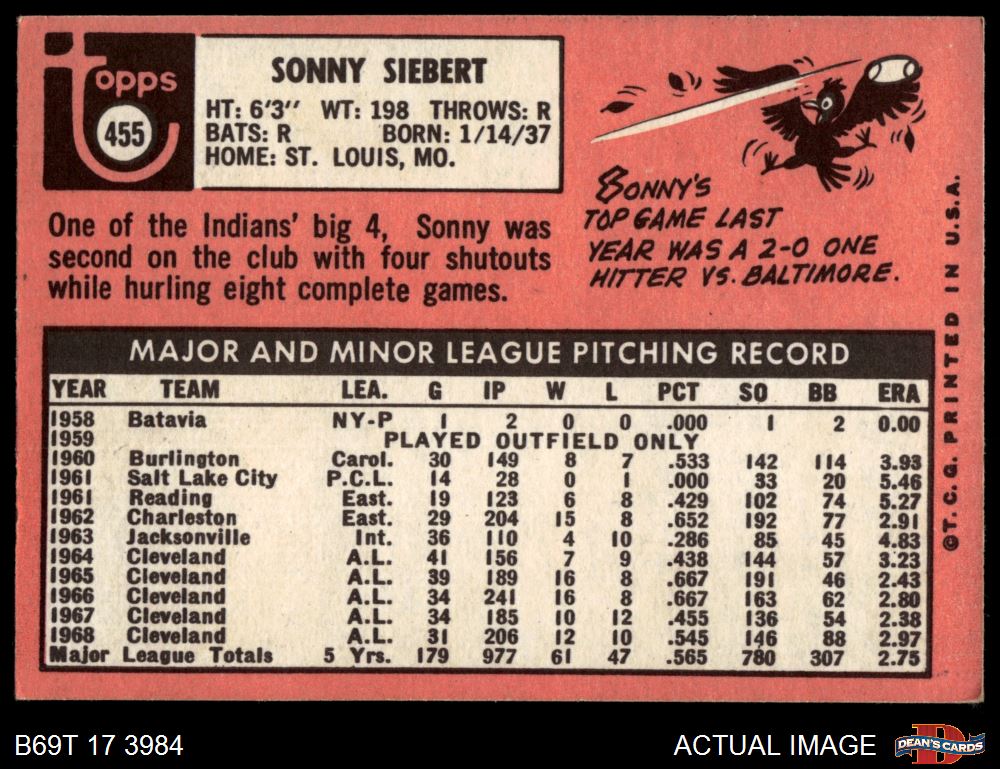 topps
455
SONNY SIEBERT
HT: 6'3" WT: 198 THROWS: R
BATS: R BORN: 1/14/37
HOME: ST. LOUIS, MO.
One of the Indians' big 4, Sonny was
second on the club with four shutouts
while hurling eight complete games.
SONNY'S
TOP GAME LAST
YEAR WAS A 2-0 ONE
HITTER VS. BALTIMORE.
MAJOR AND MINOR LEAGUE PITCHING RECORD
YEAR TEAM LEA. G IP W L PCT SO BB ERA
1958 Batavia NY-P 1 2 0 0 .000 1 2 0.00
1959 PLAYED OUTFIELD ONLY
1960 Burlington Carol. 30 149 8 7 .533 142 114 3.93
1961 Salt Lake City P.C.L. 14 28 0 1 .000 33 20 5.46
1961 Reading East. 19 123 6 8 .429 102 74 5.27
1962 Charleston East. 29 204 15 8 .652 192 77 2.91
1963 Jacksonville Int. 36 110 4 10 .286 85 45 4.83
1964 Cleveland A.L. 41 156 7 9 .438 144 57 3.23
1965 Cleveland A.L. 39 189 16 8 .667 191 46 2.43
1966 Cleveland A.L. 34 241 16 8 .667 163 62 2.80
1967 Cleveland A.L. 34 185 10 12 .455 136 54 2.38
1968 Cleveland A.L. 31 206 12 10 .545 146 88 2.97
Major League Totals 5 Yrs. 179 977 61 47 .565 780 307 2.75
©T.C.G. PRINTED IN U.S.A.
B69T 17 3984
ACTUAL IMAGE
DEAN'S CARDS